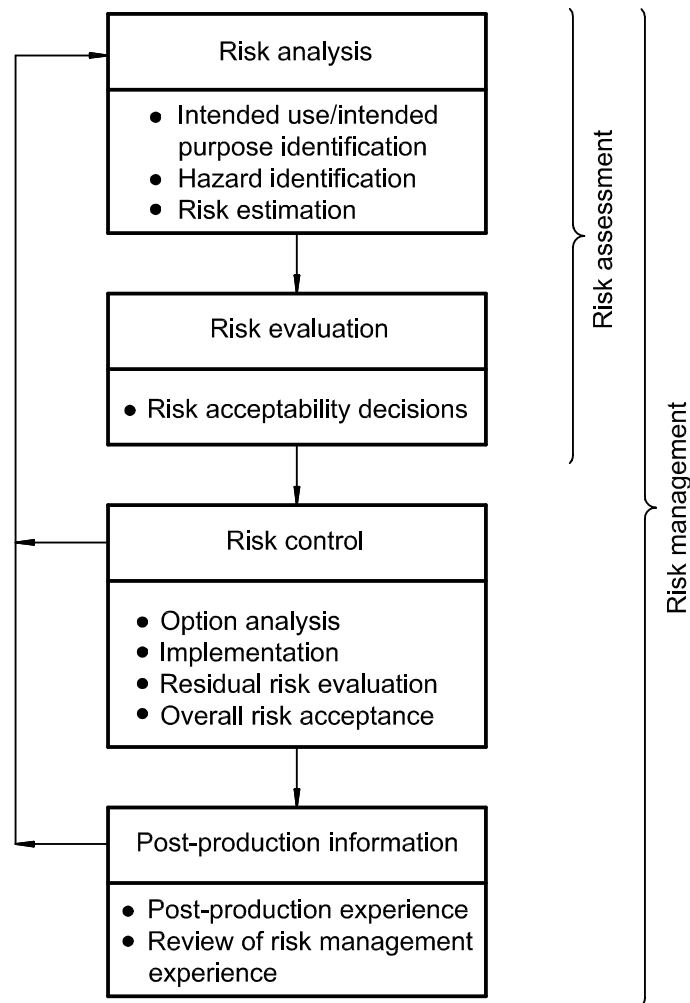 Risk analysis
● Intended use/intended
purpose identification
● Hazard identification
● Risk estimation
Risk evaluation
● Risk acceptability decisions
Risk control
● Option analysis
● Implementation
● Residual risk evaluation
● Overall risk acceptance
Post-production information
● Post-production experience
● Review of risk management
experience
Risk assessment
Risk management